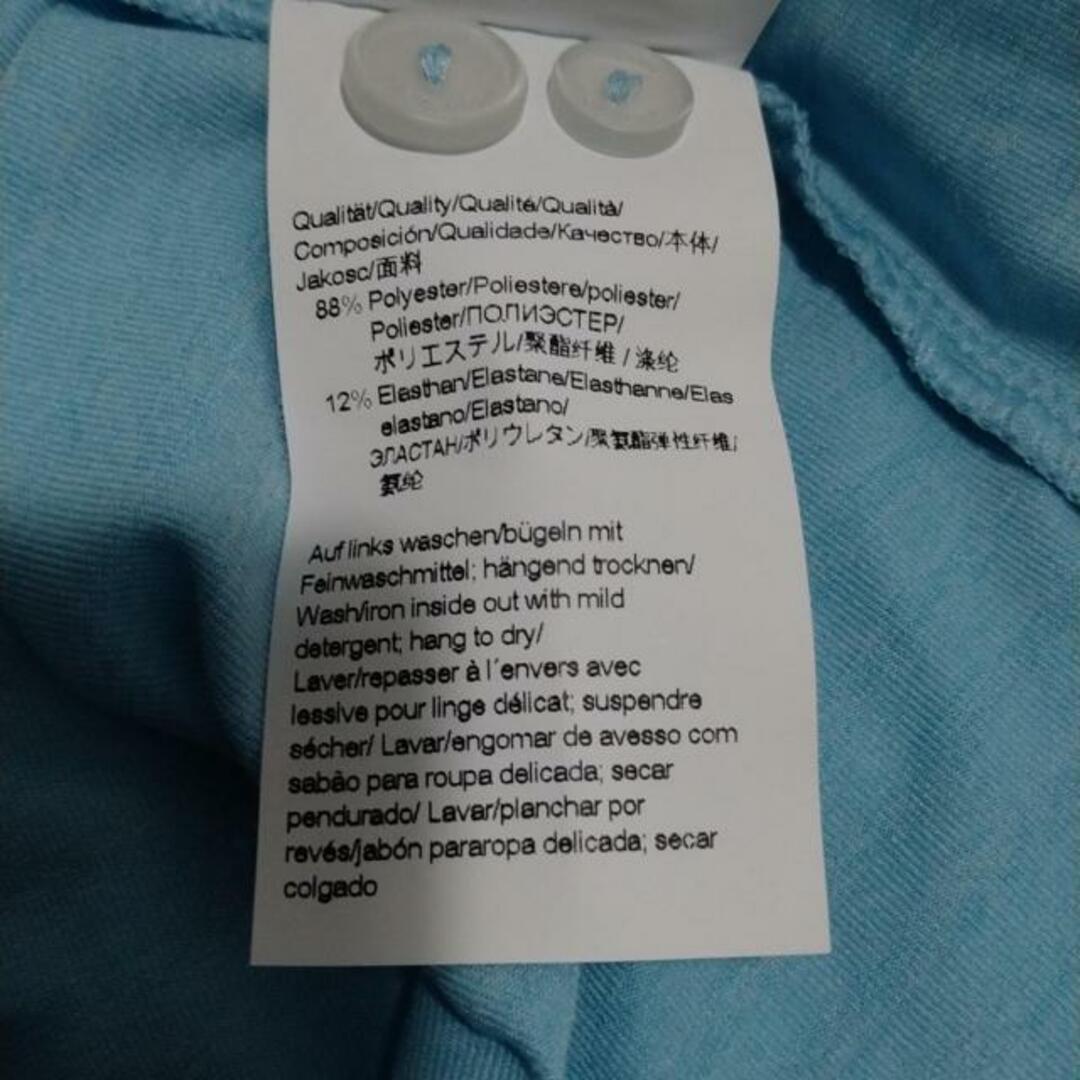 Qualität/Quality/Qualité/Qualità/
Composición/Qualidade/Качество/本体/
Jakosc/面料
88% Polyester/Poliestere/poliester/
Poliester/ПОЛИЭСТЕР/
ポリエステル/聚酯纤维 / 涤纶
12% Elasthan/Elastane/Elasthanne/Elas
elastano/Elastano/
ЭЛАСТАН/ポリウレタン/聚氨酯弹性纤维/
氨纶
Auf links waschen/bügeln mit
Feinwaschmittel; hängend trocknen/
Wash/iron inside out with mild
detergent; hang to dry/
Laver/repasser à l´envers avec
lessive pour linge délicat; suspendre
sécher/ Lavar/engomar de avesso com
sabão para roupa delicada; secar
pendurado/ Lavar/planchar por
revés/jabón pararopa delicada; secar
colgado